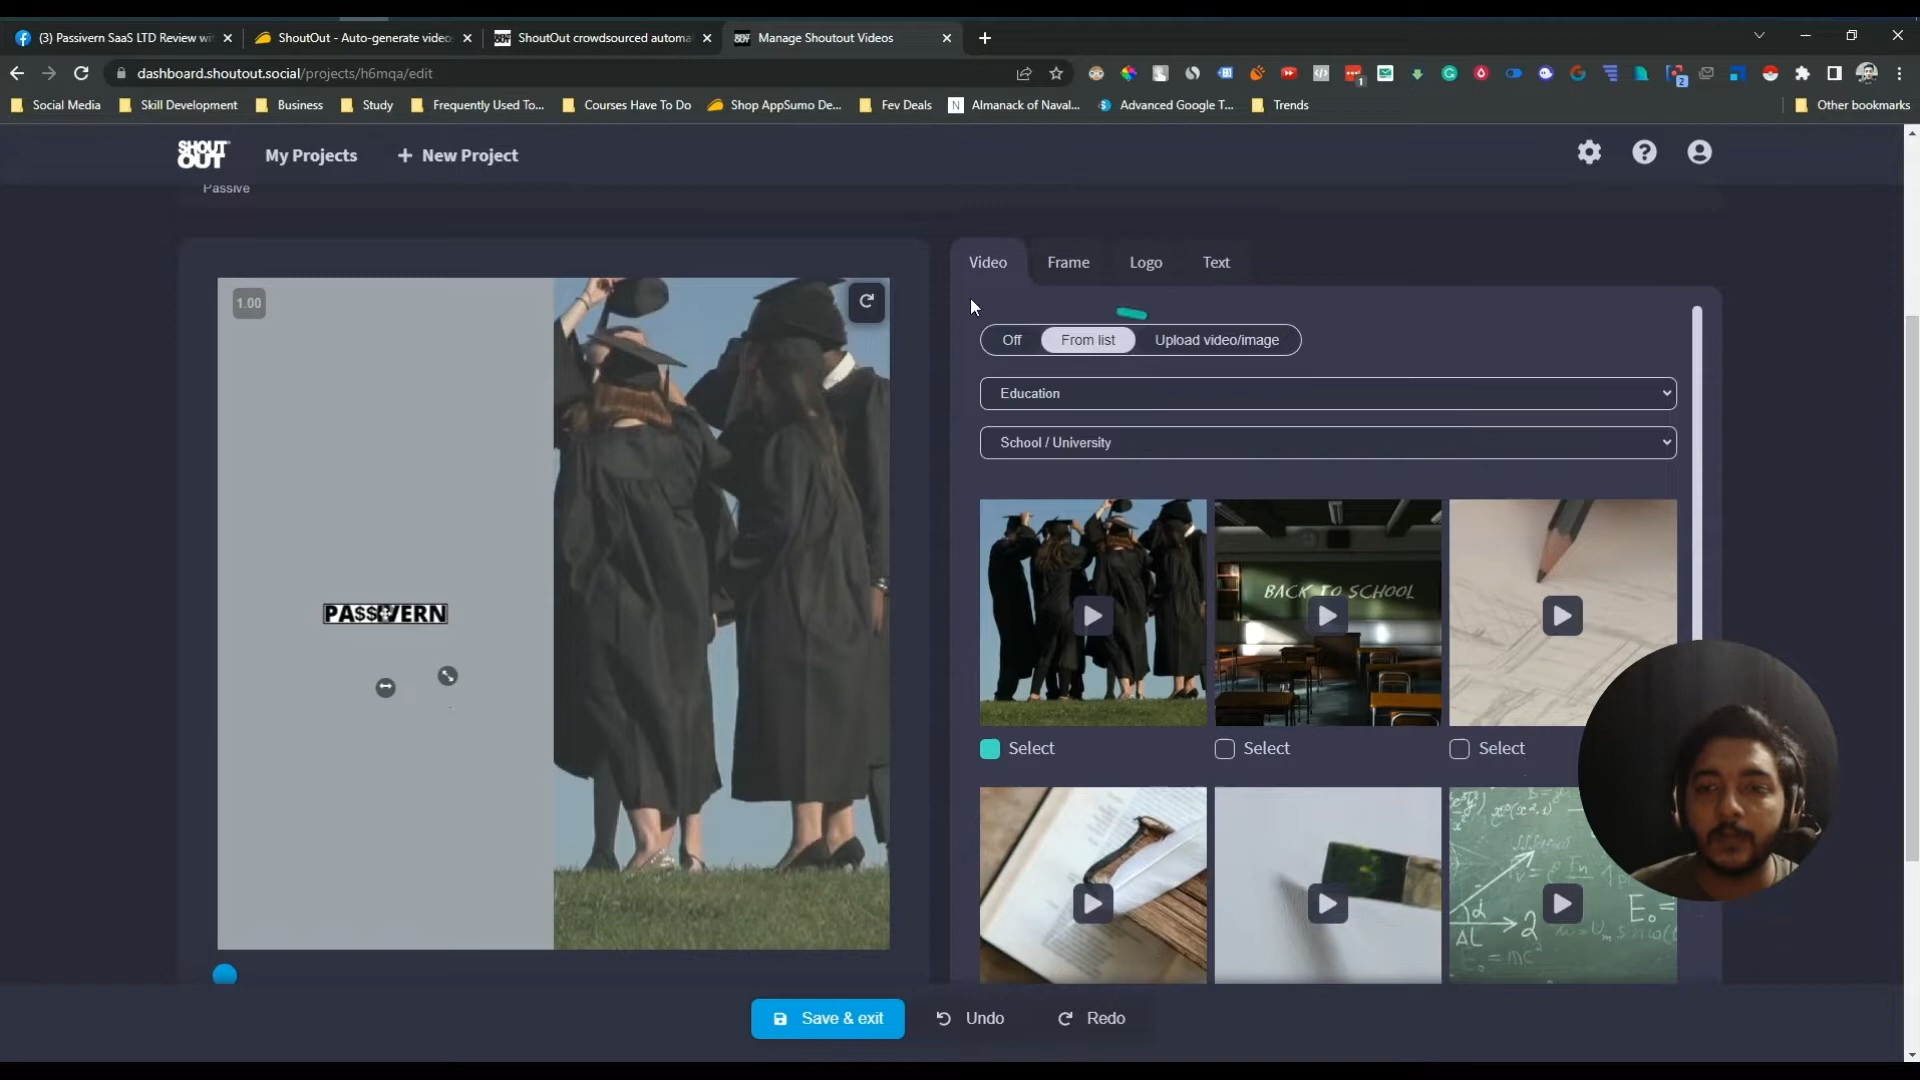 (3) Passivern SaaS LTD Review wi
ShoutOut - Auto-generate video
ShoutOut crowdsourced automa
Manage Shoutout Videos
dashboard.shoutout.social/projects/h6mqa/edit
Social Media
Skill Development
Business
Study
Frequently Used To...
Courses Have To Do
Shop AppSumo De...
Fev Deals
Almanack of Naval...
Advanced Google T...
Trends
Other bookmarks
SHOUT OUT
My Projects
+ New Project
Passive
Video
Frame
Logo
Text
1.00
Off
From list
Upload video/image
Education
School / University
PA$$IVERN
BACK TO SCHOOL
Select
Select
Select
Save & exit
Undo
Redo